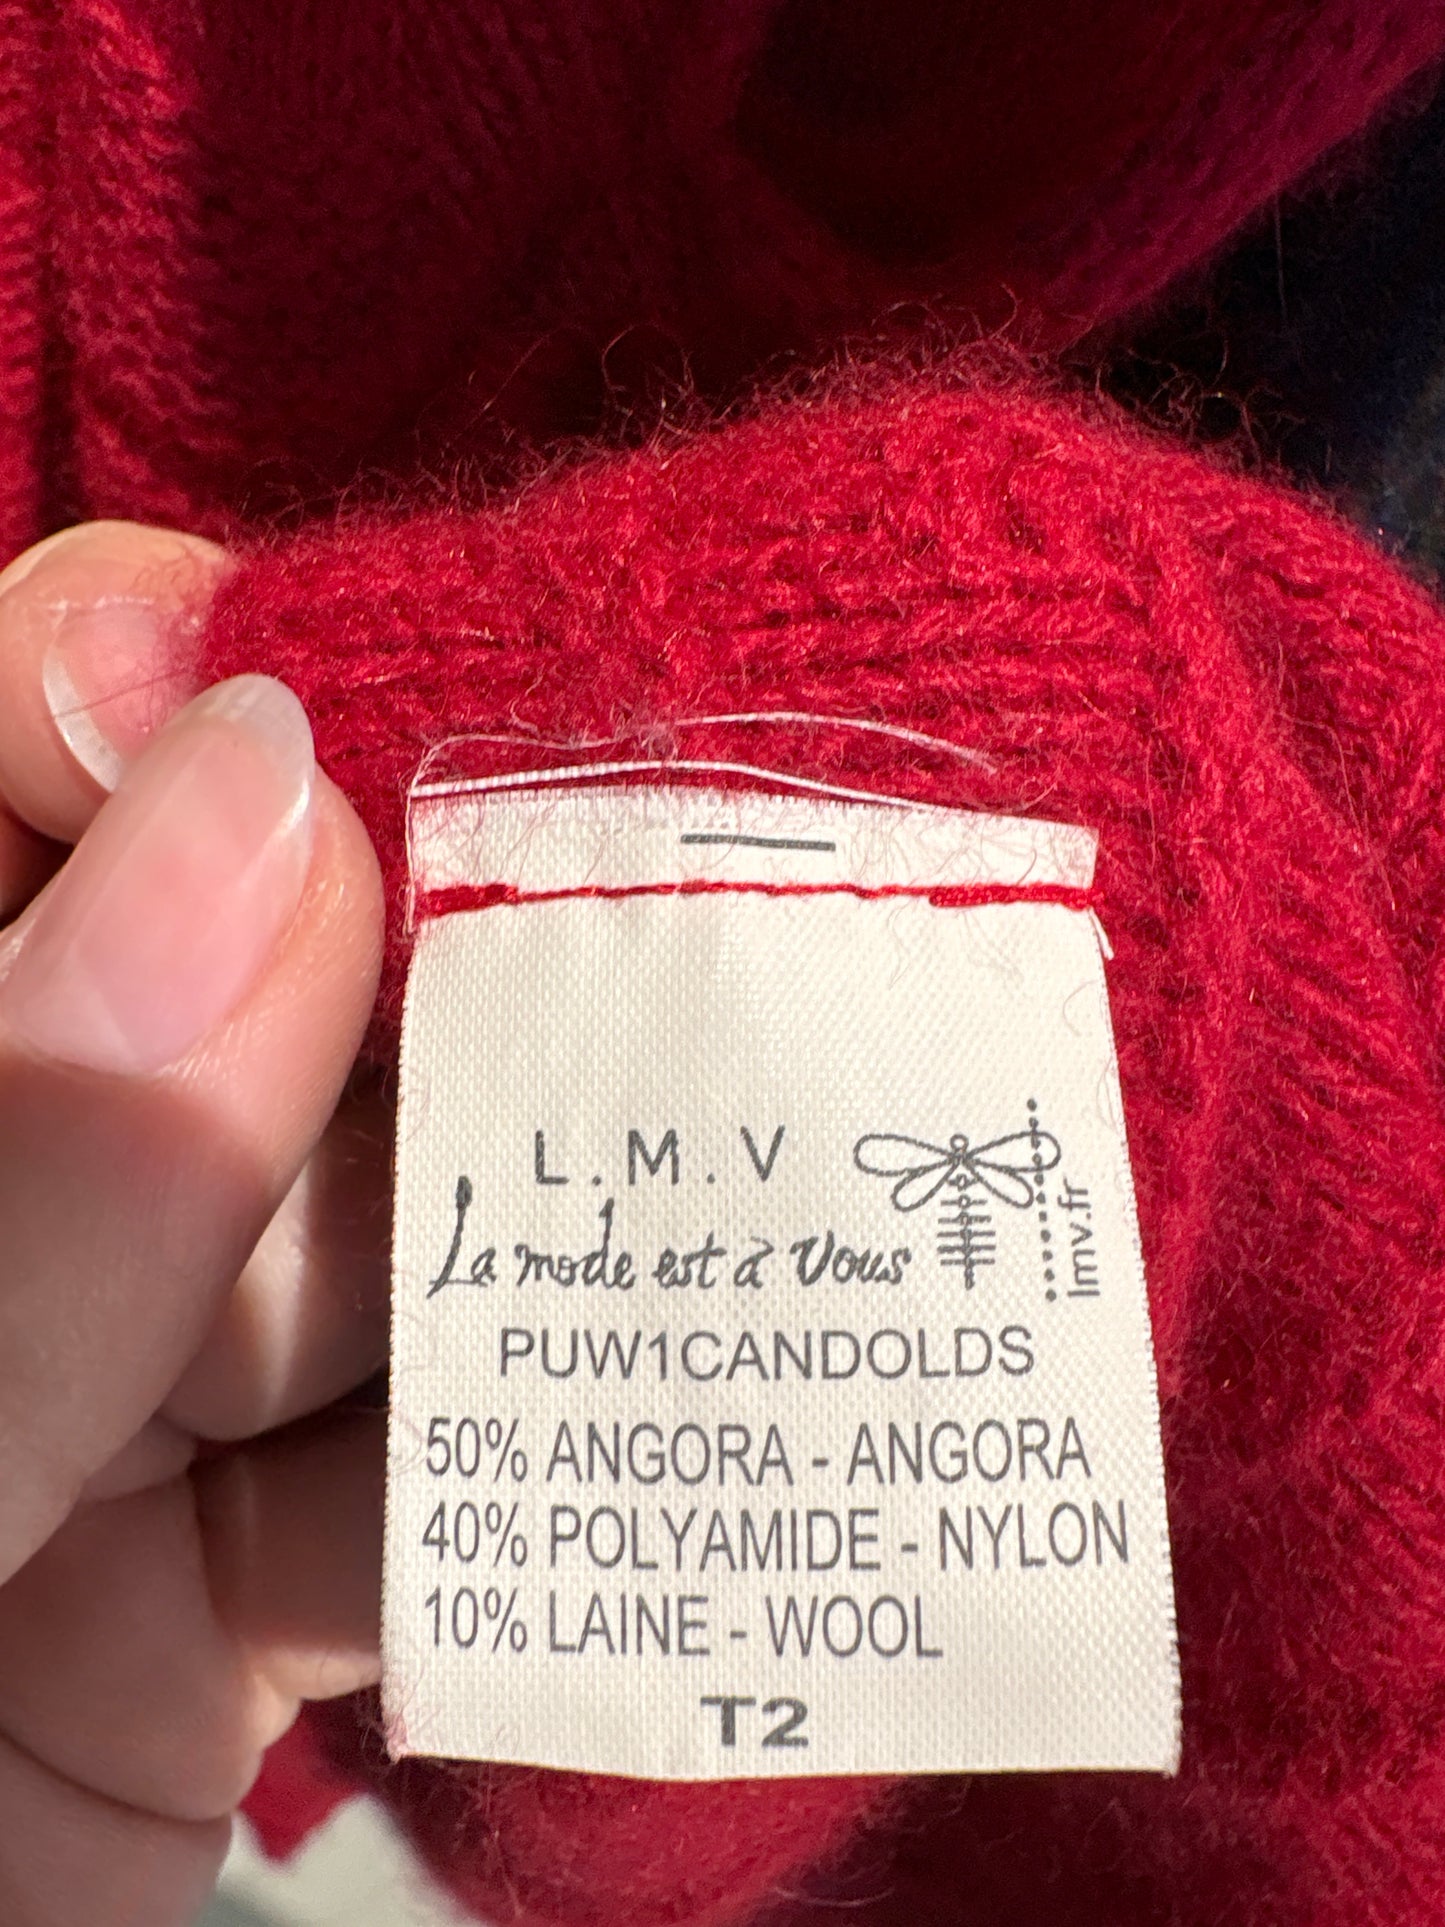 L.M.V
La mode est à vous
lmv.fr
PUW1CANDOLDS
50% ANGORA - ANGORA
40% POLYAMIDE - NYLON
10% LAINE - WOOL
T2